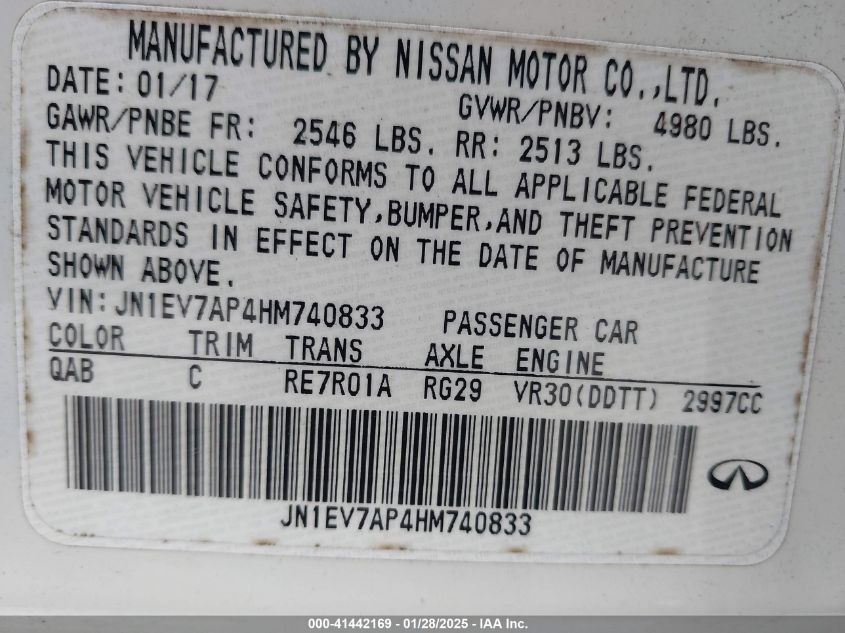 MANUFACTURED BY NISSAN MOTOR CO.,LTD.
DATE: 01/17 GVWR/PNBV: 4980 LBS.
GAWR/PNBE FR: 2546 LBS. RR: 2513 LBS.
THIS VEHICLE CONFORMS TO ALL APPLICABLE FEDERAL
MOTOR VEHICLE SAFETY,BUMPER,AND THEFT PREVENTION
STANDARDS IN EFFECT ON THE DATE OF MANUFACTURE
SHOWN ABOVE.
VIN:JN1EV7AP4HM740833 PASSENGER CAR
COLOR TRIM TRANS AXLE ENGINE
QAB C RE7R01A RG29 VR30(DDTT) 2997CC
JN1EV7AP4HM740833
000-41442169 | 01/28/2025 - IAA Inc.